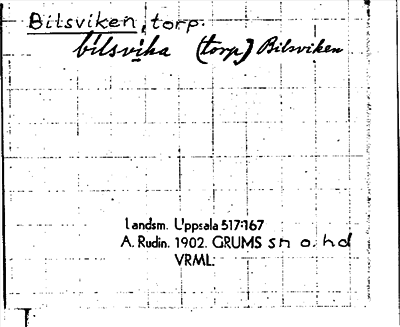 Bilsviken, torp.
bilsvika (torp) Bilsviken
Landsm. Uppsala 517:167
A. Rudin. 1902. GRUMS sn o. hd
VRML.